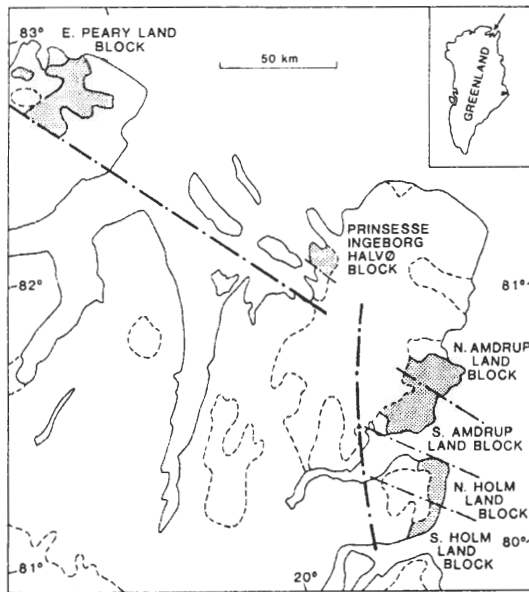 83°
E. PEARY LAND
BLOCK
50 km
GREENLAND
PRINSESSE
INGEBORG
HALVØ
BLOCK
82°
81°
N. AMDRUP
LAND
BLOCK
S. AMDRUP
LAND BLOCK
N. HOLM
LAND
BLOCK
S. HOLM
LAND
BLOCK
80°
81°
20°